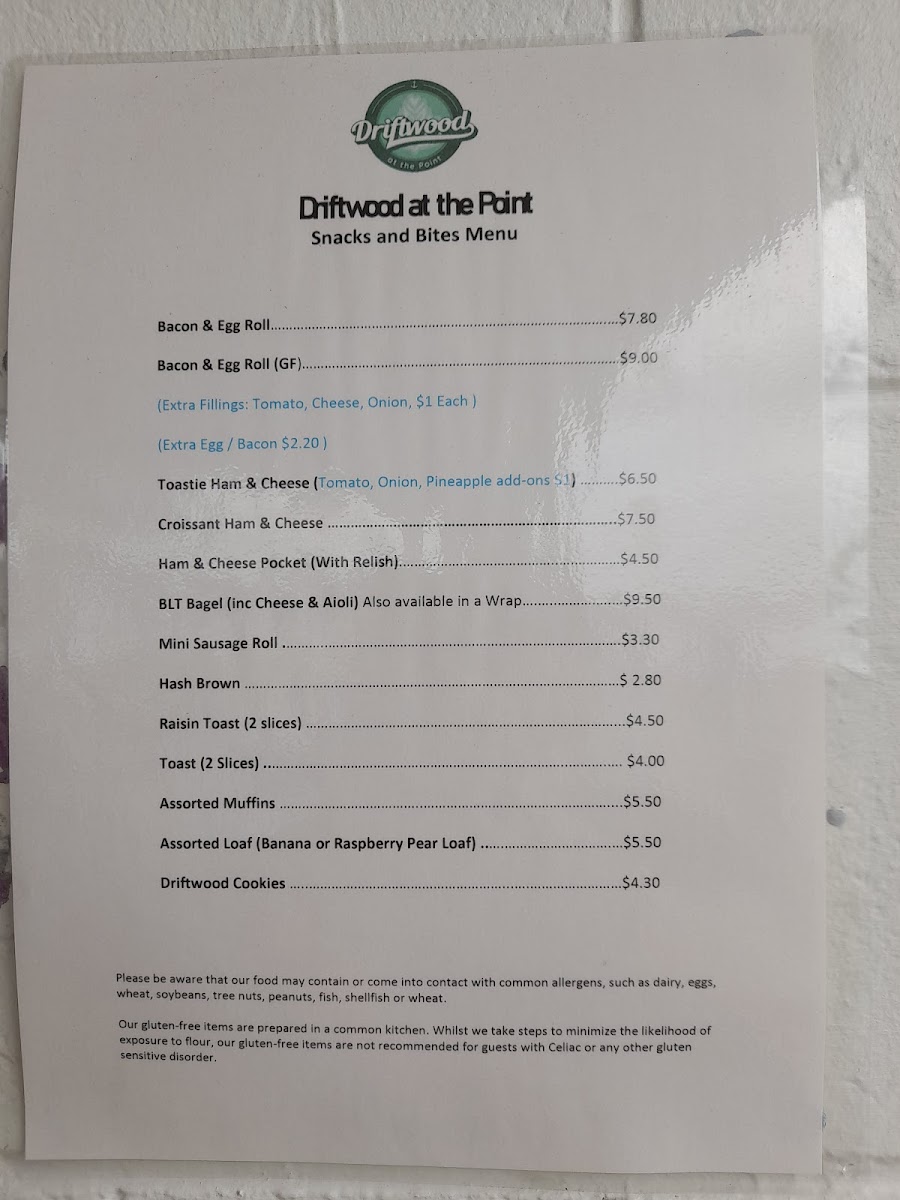 Driftwood
at the Point
Driftwood at the Point
Snacks and Bites Menu
Bacon & Egg Roll..........................................................................................$7.80
Bacon & Egg Roll (GF)..................................................................................$9.00
(Extra Fillings: Tomato, Cheese, Onion, $1 Each )
(Extra Egg / Bacon $2.20 )
Toastie Ham & Cheese (Tomato, Onion, Pineapple add-ons $1) .........$6.50
Croissant Ham & Cheese .........................................................................$7.50
Ham & Cheese Pocket (With Relish).........................................................$4.50
BLT Bagel (inc Cheese & Aioli) Also available in a Wrap.........................$9.50
Mini Sausage Roll .....................................................................................$3.30
Hash Brown ...............................................................................................$ 2.80
Raisin Toast (2 slices) .................................................................................$4.50
Toast (2 Slices) .......................................................................................... $4.00
Assorted Muffins ......................................................................................$5.50
Assorted Loaf (Banana or Raspberry Pear Loaf) ....................................$5.50
Driftwood Cookies ....................................................................................$4.30
Please be aware that our food may contain or come into contact with common allergens, such as dairy, eggs,
wheat, soybeans, tree nuts, peanuts, fish, shellfish or wheat.
Our gluten-free items are prepared in a common kitchen. Whilst we take steps to minimize the likelihood of
exposure to flour, our gluten-free items are not recommended for guests with Celiac or any other gluten
sensitive disorder.